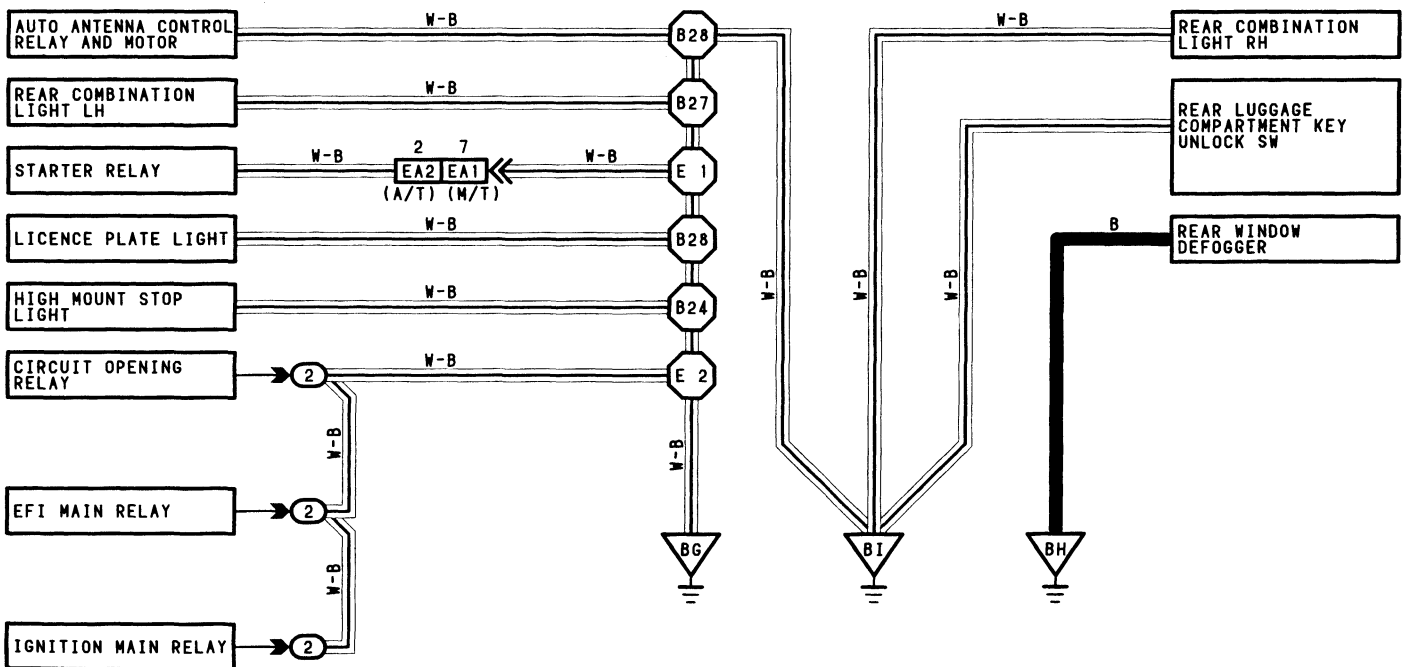 AUTO ANTENNA CONTROL
RELAY AND MOTOR
W-B
B28
W-B
REAR COMBINATION
LIGHT RH
REAR COMBINATION
LIGHT LH
W-B
B27
REAR LUGGAGE
COMPARTMENT KEY
UNLOCK SW
STARTER RELAY
W-B
2 7
EA2 EA1
(A/T) (M/T)
W-B
E 1
LICENCE PLATE LIGHT
W-B
B28
B
REAR WINDOW
DEFOGGER
HIGH MOUNT STOP
LIGHT
W-B
B24
W-B
W-B
W-B
CIRCUIT OPENING
RELAY
2
W-B
E 2
W-B
W-B
EFI MAIN RELAY
2
BG
BI
BH
W-B
IGNITION MAIN RELAY
2